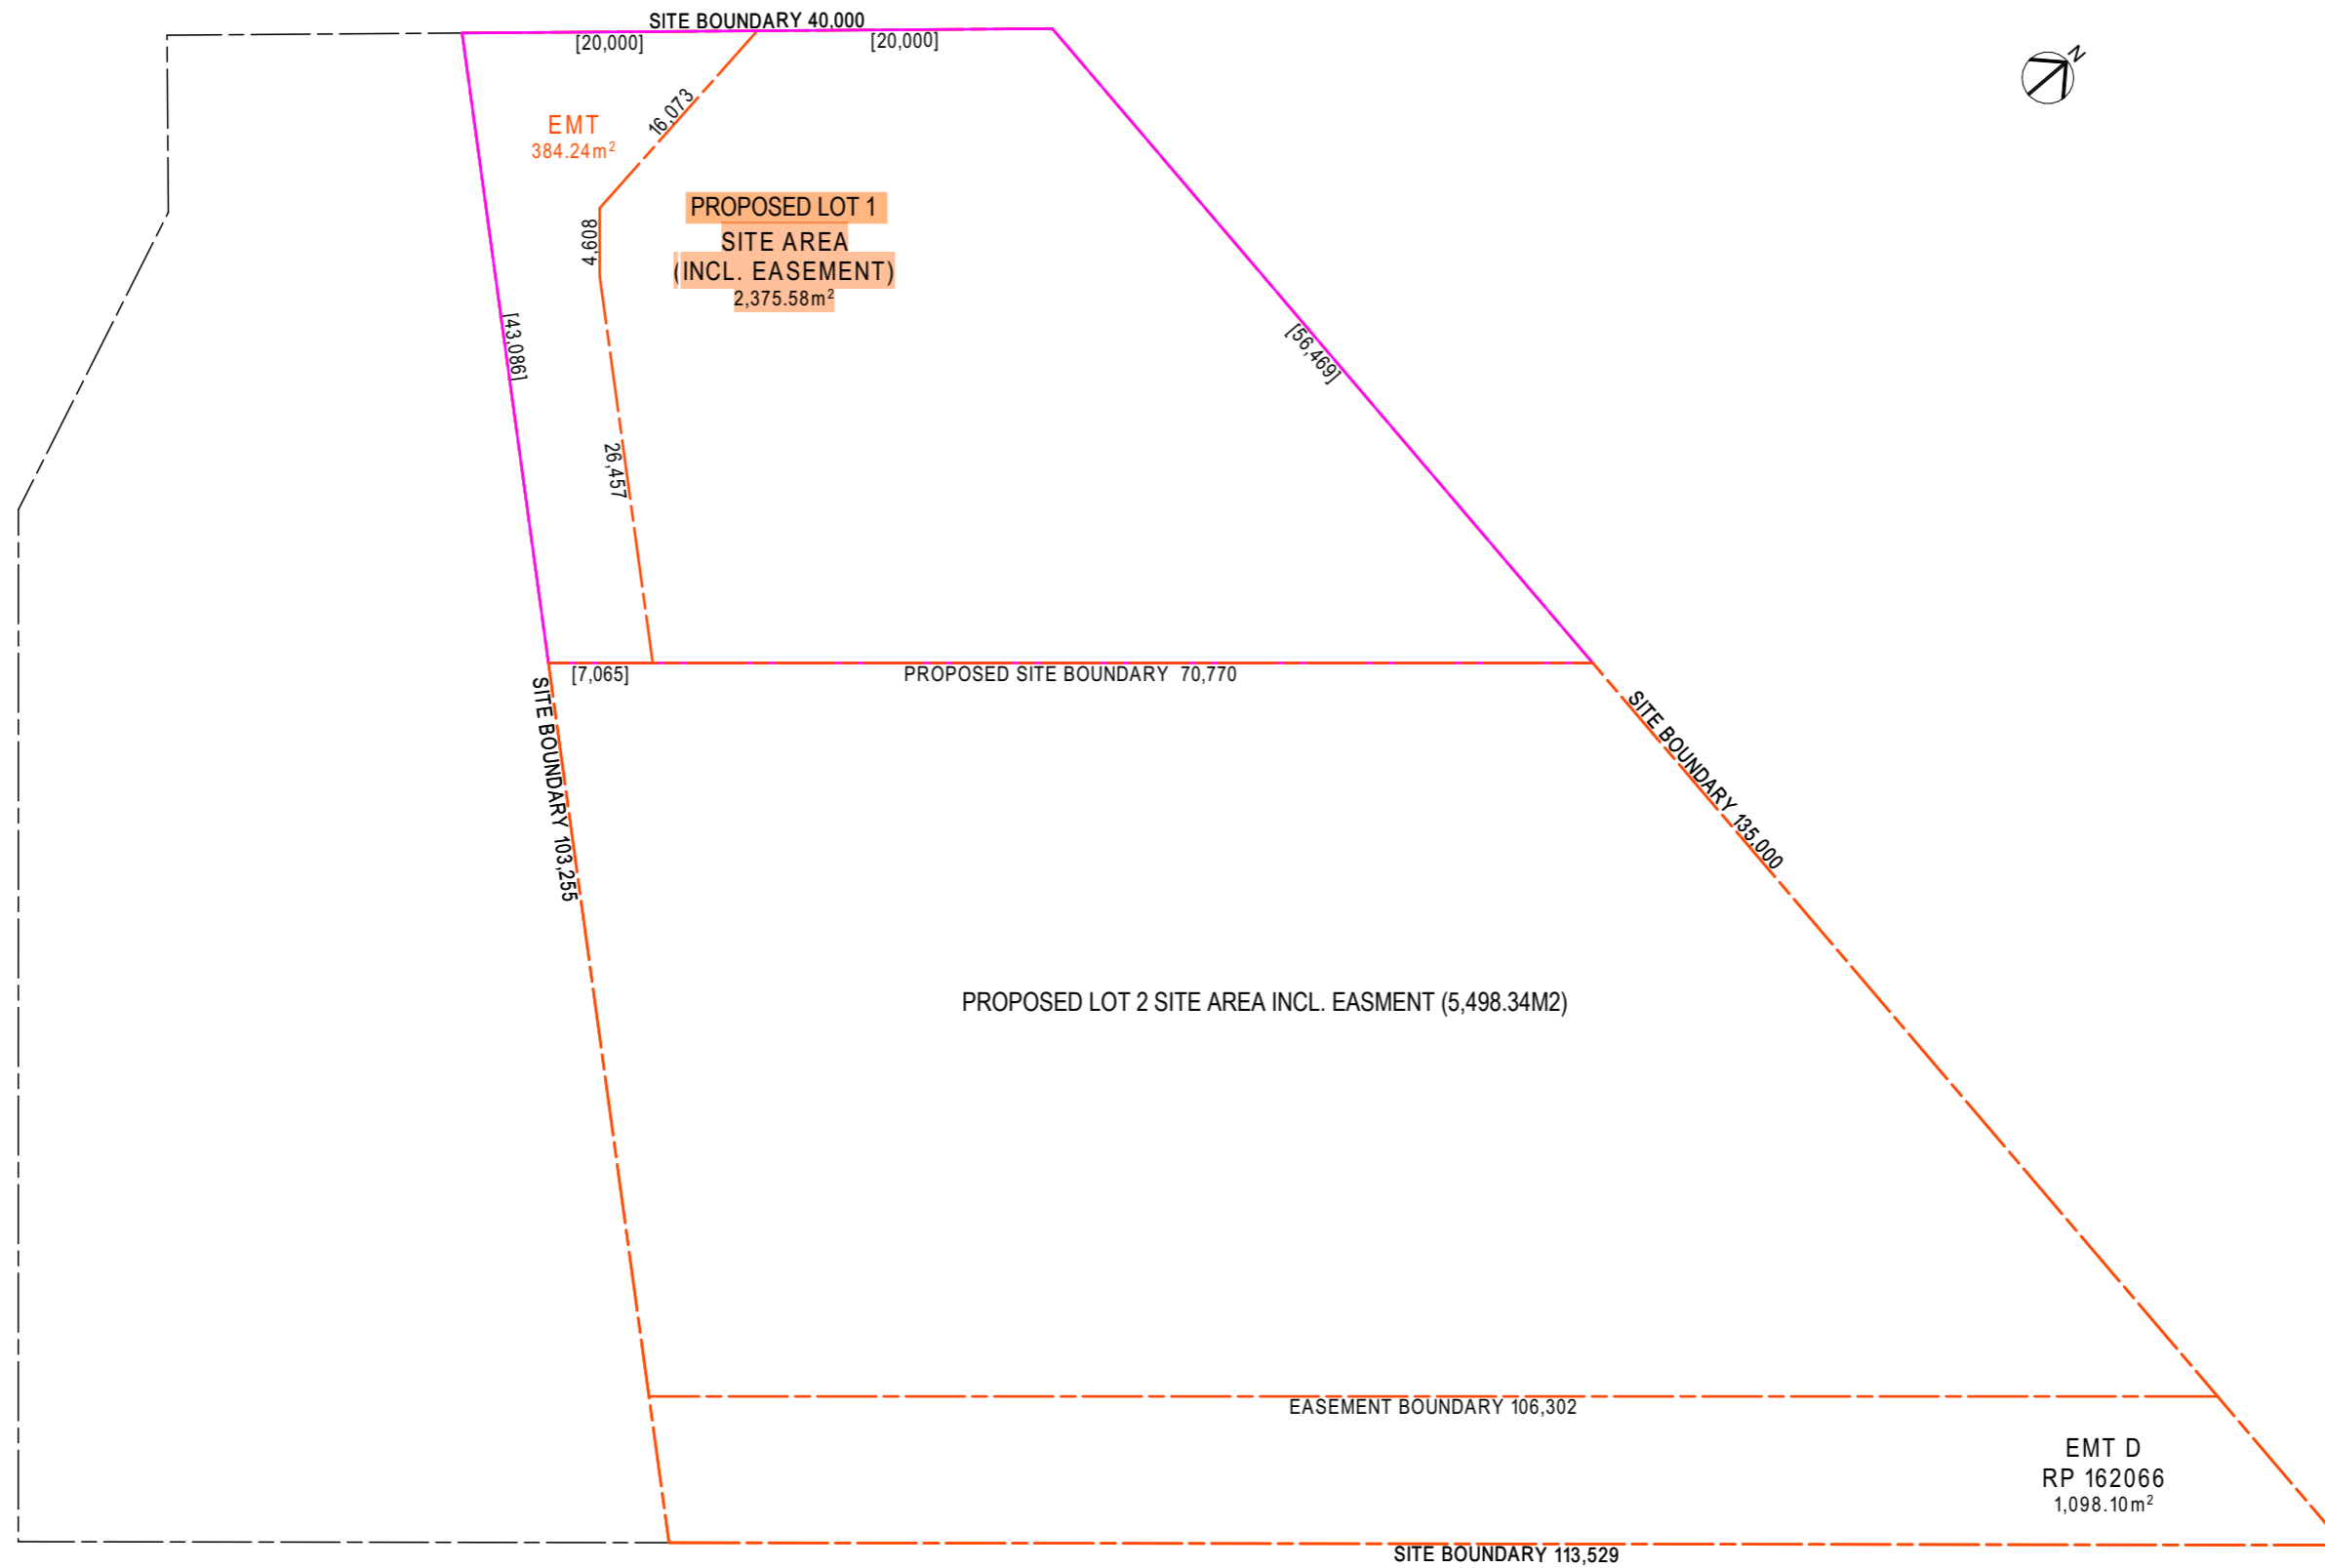 SITE BOUNDARY 40,000
[20,000]
[20,000]
N
16,073
EMT
384.24m²
PROPOSED LOT 1
SITE AREA
(INCL. EASEMENT)
2,375.58m²
4,608
[43,086]
[56,469]
26,457
[7,065]
PROPOSED SITE BOUNDARY 70,770
SITE BOUNDARY 103,255
SITE BOUNDARY 135,000
PROPOSED LOT 2 SITE AREA INCL. EASMENT (5,498.34M2)
EASEMENT BOUNDARY 106,302
EMT D
RP 162066
1,098.10m²
SITE BOUNDARY 113,529